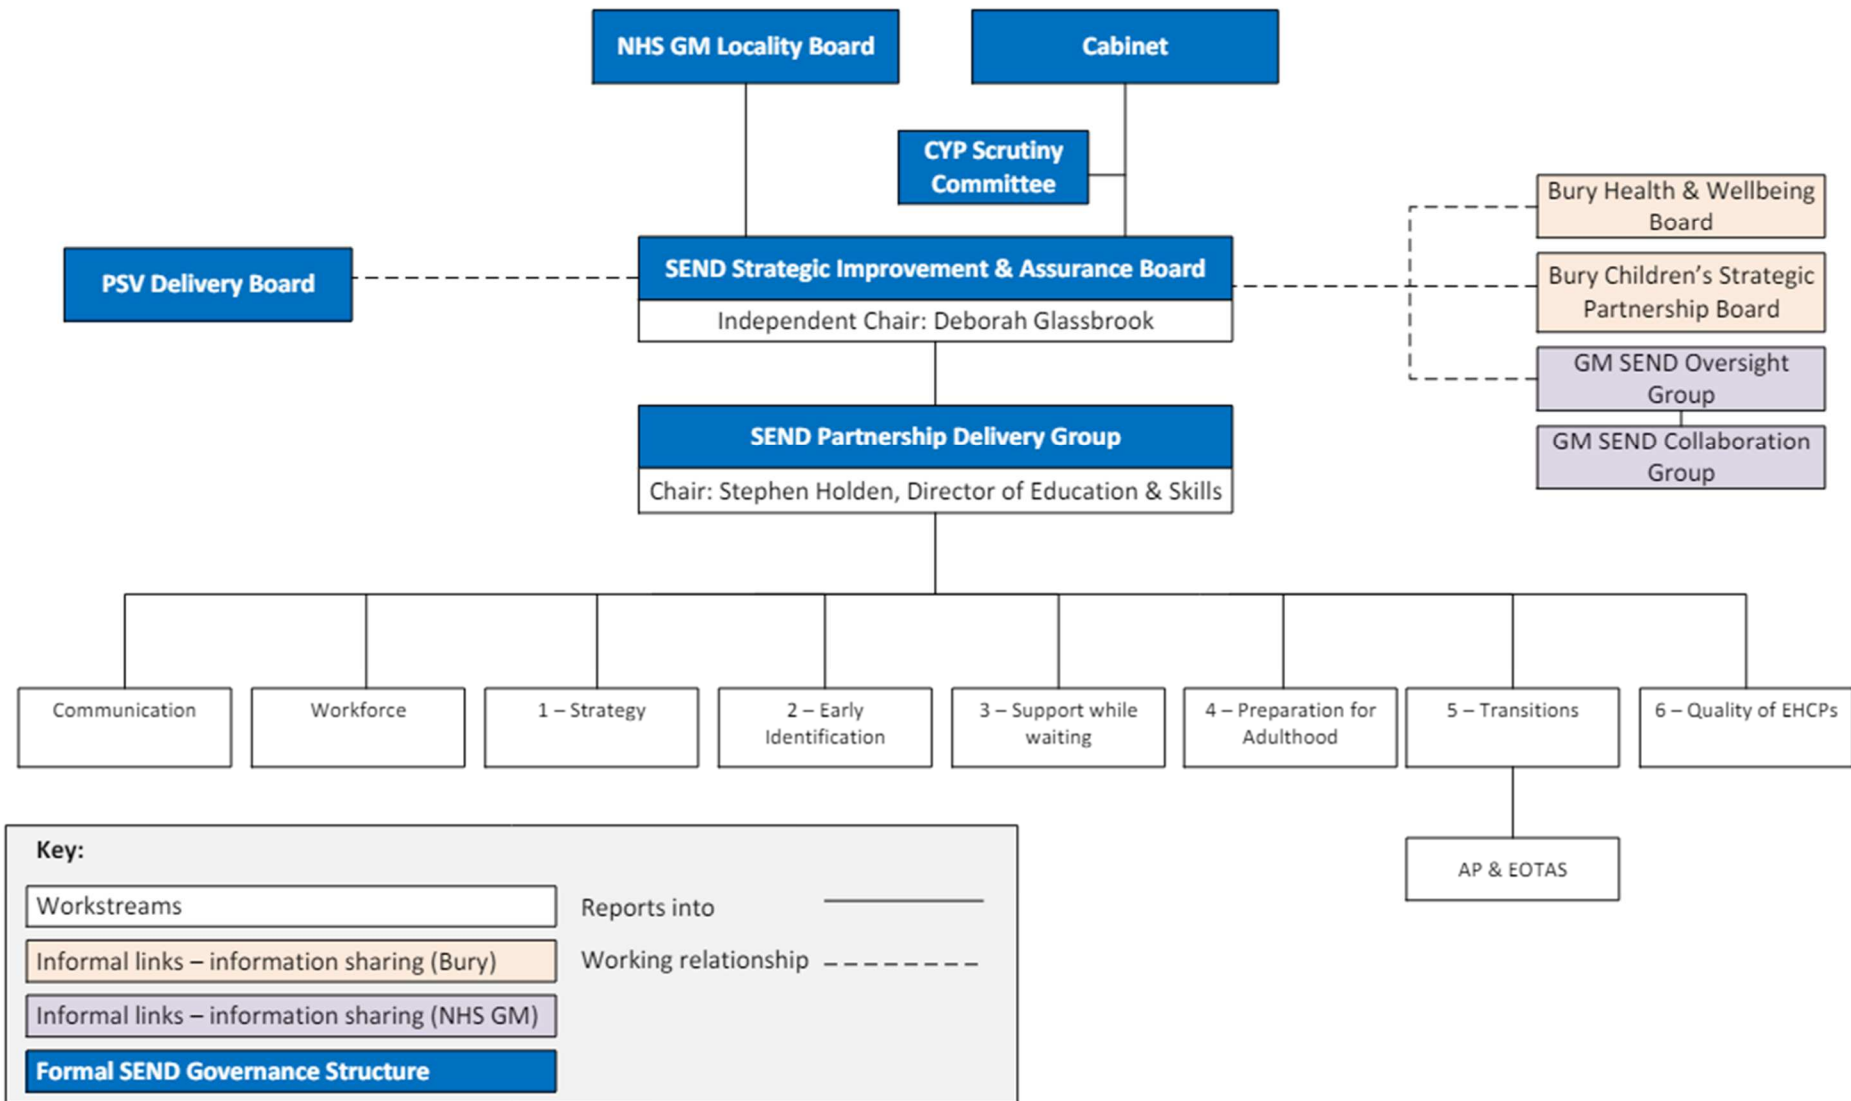 NHS GM Locality Board
Cabinet
CYP Scrutiny
Committee
Bury Health & Wellbeing
Board
PSV Delivery Board
SEND Strategic Improvement & Assurance Board
Independent Chair: Deborah Glassbrook
Bury Children’s Strategic
Partnership Board
GM SEND Oversight
Group
GM SEND Collaboration
Group
SEND Partnership Delivery Group
Chair: Stephen Holden, Director of Education & Skills
Communication
Workforce
1 – Strategy
2 – Early
Identification
3 – Support while
waiting
4 – Preparation for
Adulthood
5 – Transitions
6 – Quality of EHCPs
AP & EOTAS
Key:
Workstreams
Informal links – information sharing (Bury)
Informal links – information sharing (NHS GM)
Formal SEND Governance Structure
Reports into
Working relationship